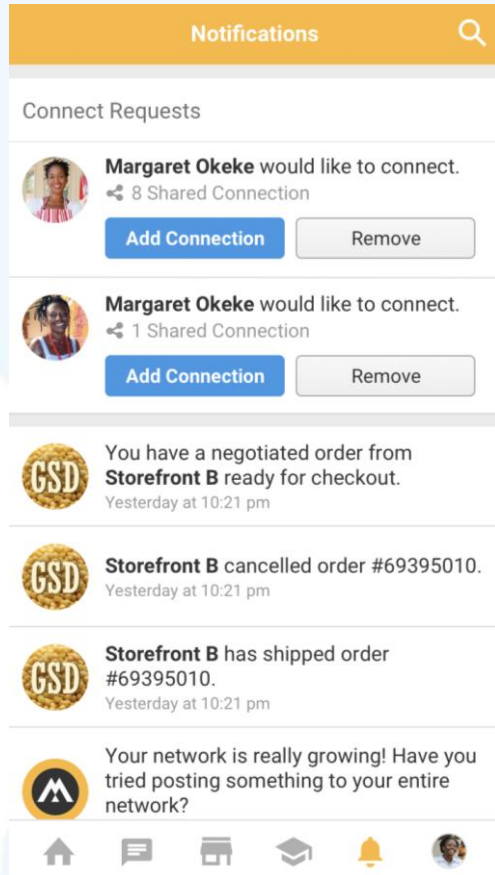 Notifications
Connect Requests
Margaret Okeke would like to connect.
8 Shared Connection
Add Connection
Remove
Margaret Okeke would like to connect.
1 Shared Connection
Add Connection
Remove
GSD
You have a negotiated order from
Storefront B ready for checkout.
Yesterday at 10:21 pm
GSD
Storefront B cancelled order #69395010.
Yesterday at 10:21 pm
GSD
Storefront B has shipped order
#69395010.
Yesterday at 10:21 pm
Your network is really growing! Have you
tried posting something to your entire
network?